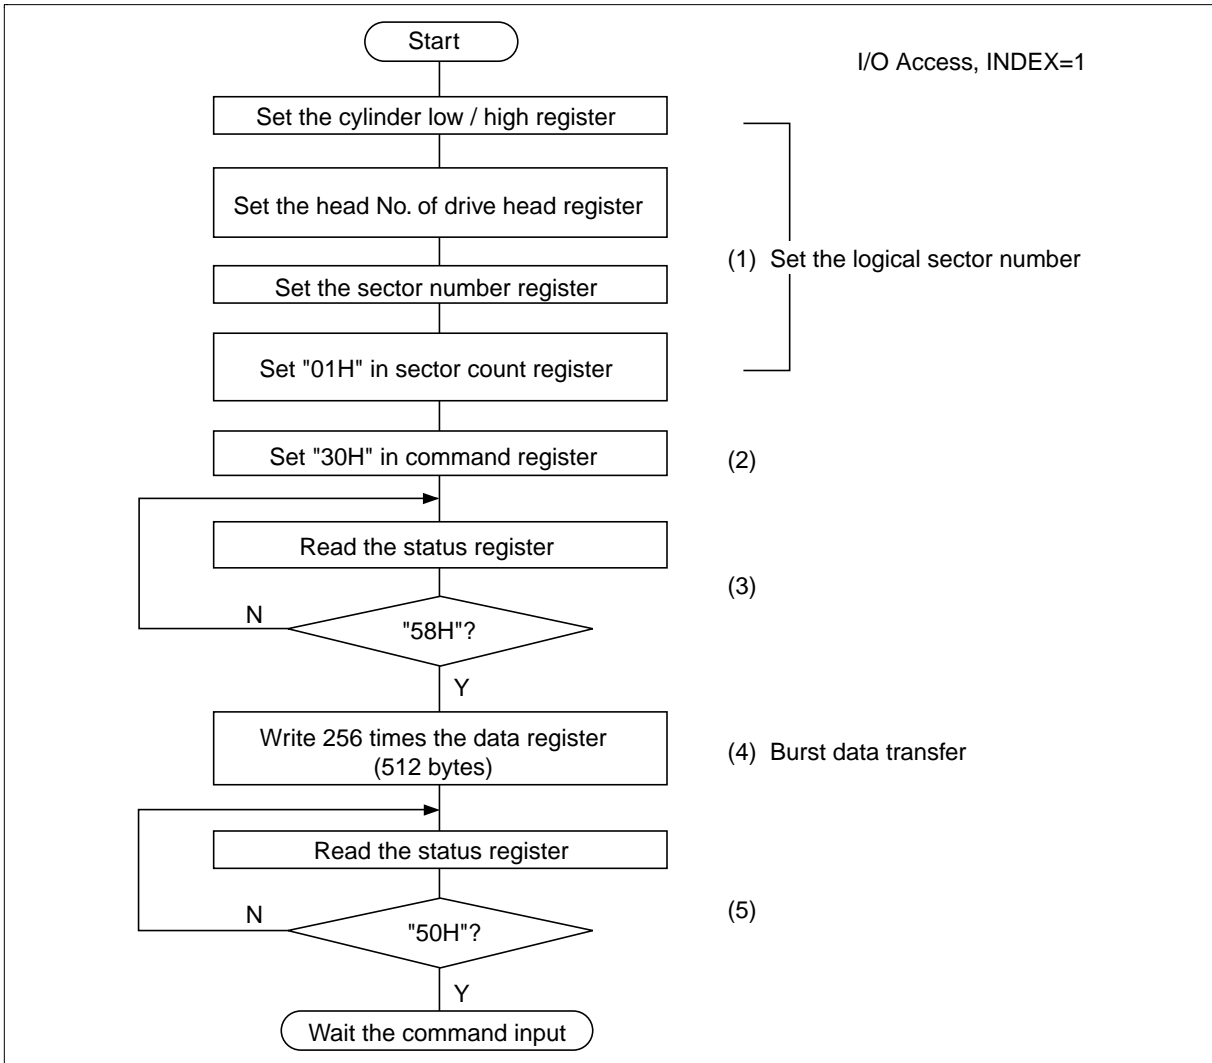 Start
I/O Access, INDEX=1
Set the cylinder low / high register
Set the head No. of drive head register
(1) Set the logical sector number
Set the sector number register
Set "01H" in sector count register
Set "30H" in command register
(2)
Read the status register
(3)
N
"58H"?
Y
Write 256 times the data register
(512 bytes)
(4) Burst data transfer
Read the status register
N
"50H"?
(5)
Y
Wait the command input